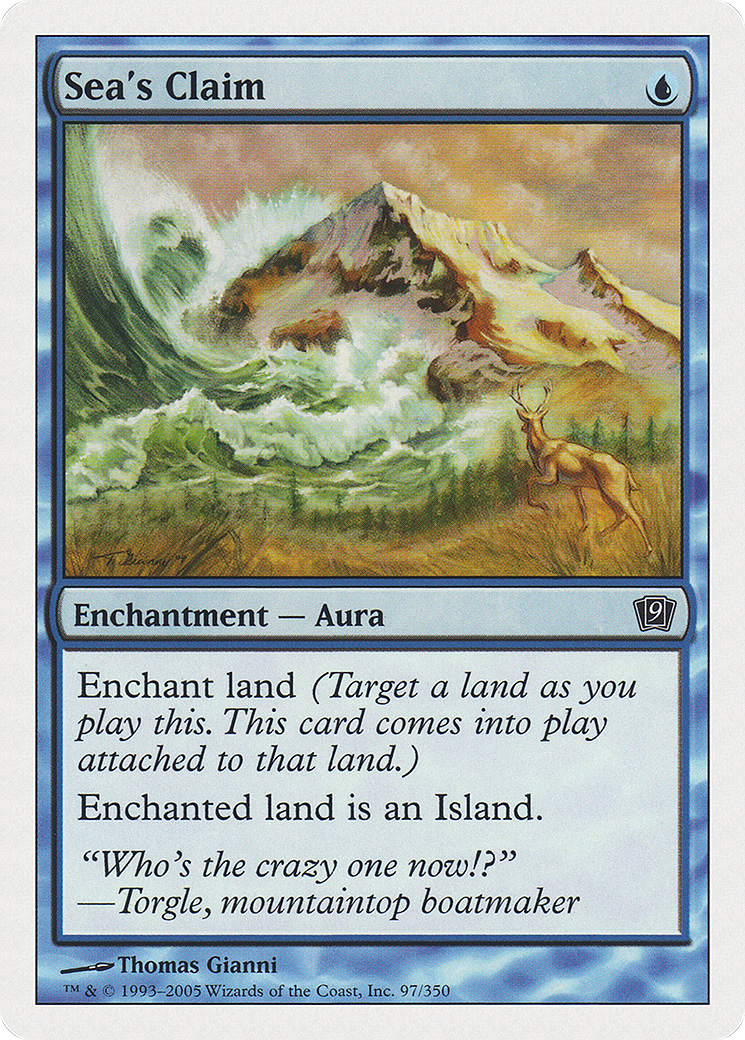 Sea's Claim
Enchantment — Aura
9
Enchant land (Target a land as you
play this. This card comes into play
attached to that land.)
Enchanted land is an Island.
“Who's the crazy one now!?”
—Torgle, mountaintop boatmaker
Thomas Gianni
™ & © 1993–2005 Wizards of the Coast, Inc. 97/350